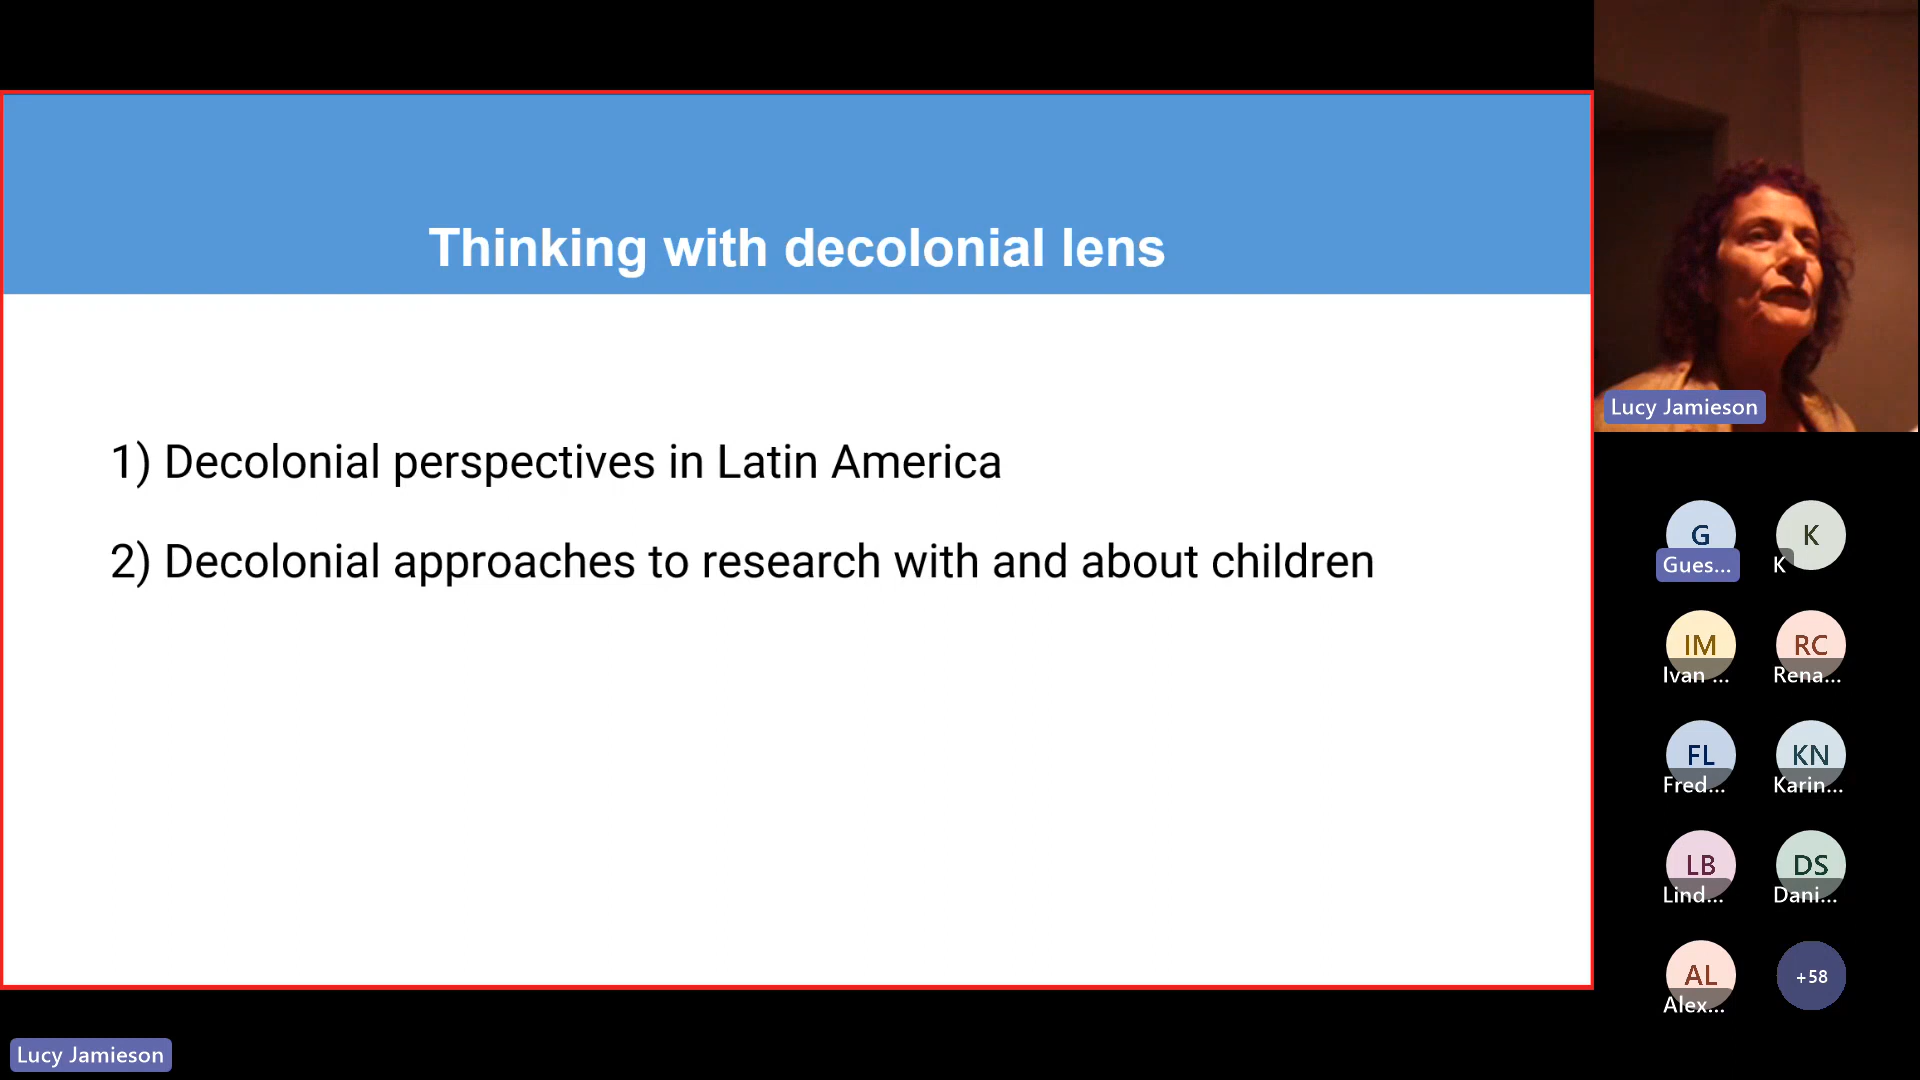 Thinking with decolonial lens
1) Decolonial perspectives in Latin America
2) Decolonial approaches to research with and about children
Lucy Jamieson
G
Gues...
K
K
IM
Ivan ...
RC
Rena...
FL
Fred...
KN
Karin...
LB
Lind...
DS
Dani...
AL
Alex...
+58
Lucy Jamieson